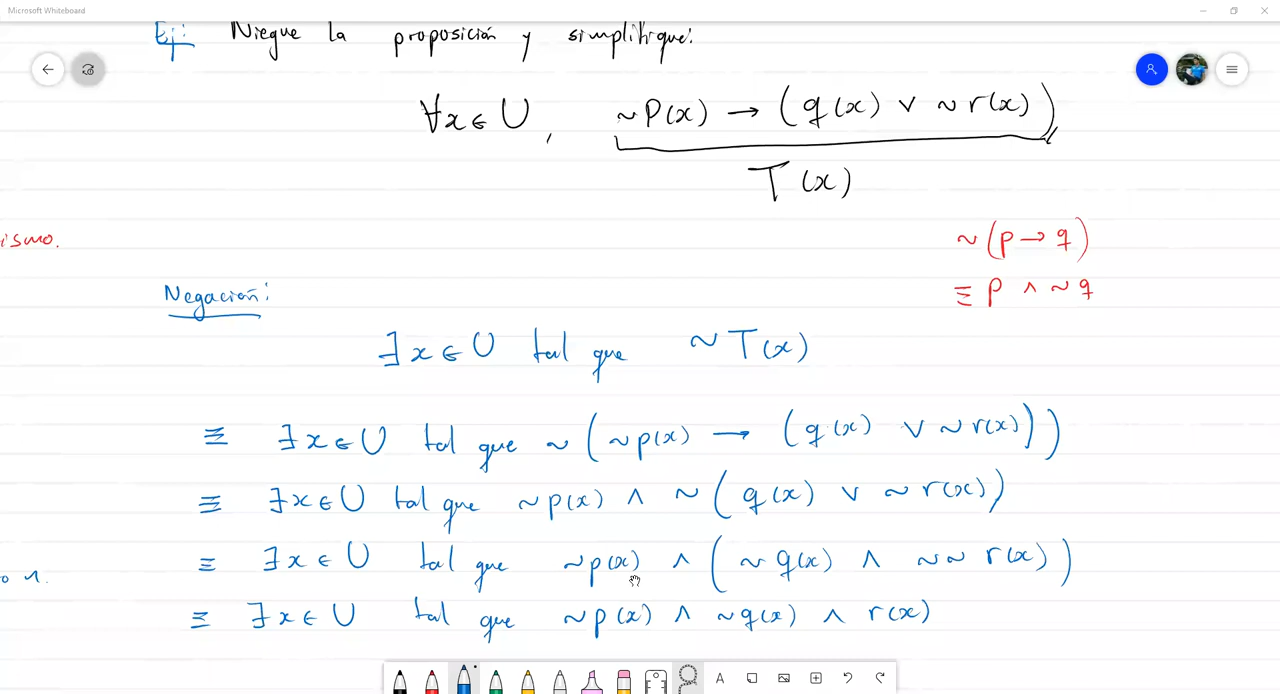 Microsoft Whiteboard
Ej: Niegue la proposición y simplifique:
∀x∈U, ~P(x) → (q(x) ∨ ~r(x))
T(x)
ismo.
~(p → q)
≡ p ∧ ~q
Negación:
∃x∈U tal que ~T(x)
≡ ∃x∈U tal que ~(~p(x) → (q(x) ∨ ~r(x)))
≡ ∃x∈U tal que ~p(x) ∧ ~(q(x) ∨ ~r(x))
≡ ∃x∈U tal que ~p(x) ∧ (~q(x) ∧ ~~r(x))
≡ ∃x∈U tal que ~p(x) ∧ ~q(x) ∧ r(x)
A